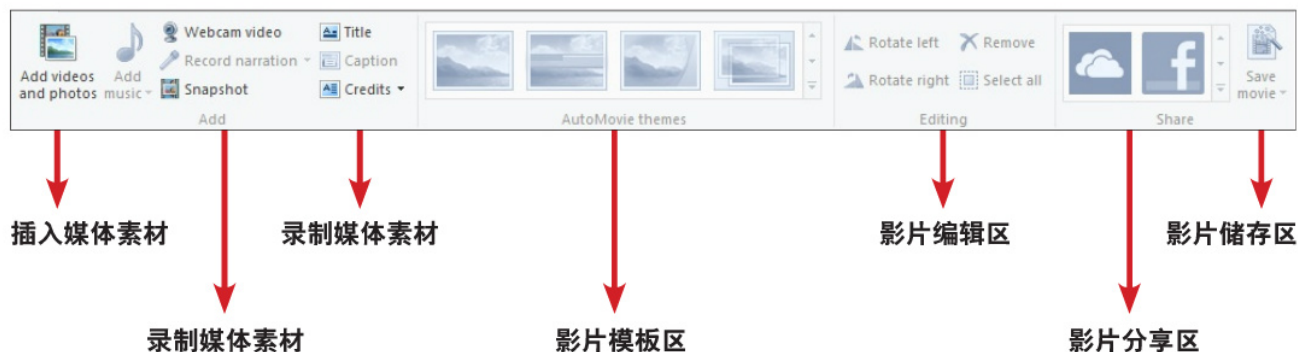 Add videos
and photos
Add
music
Webcam video
Record narration
Snapshot
Title
Caption
Credits
Add
AutoMovie themes
Rotate left
Rotate right
Remove
Select all
Editing
f
Share
Save
movie
插入媒体素材
录制媒体素材
影片编辑区
影片储存区
录制媒体素材
影片模板区
影片分享区